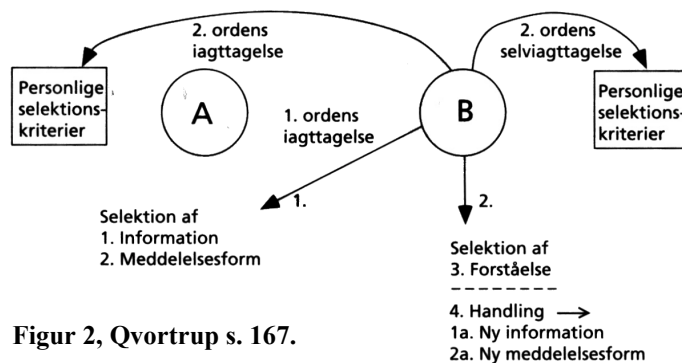 2. ordens
iagttagelse
2. ordens
selviagttagelse
Personlige
selektions-
kriterier
A
1. ordens
iagttagelse
B
Personlige
selektions-
kriterier
1.
2.
Selektion af
1. Information
2. Meddelelsesform
Selektion af
3. Forståelse
4. Handling →
1a. Ny information
2a. Ny meddelelsesform
Figur 2, Qvortrup s. 167.